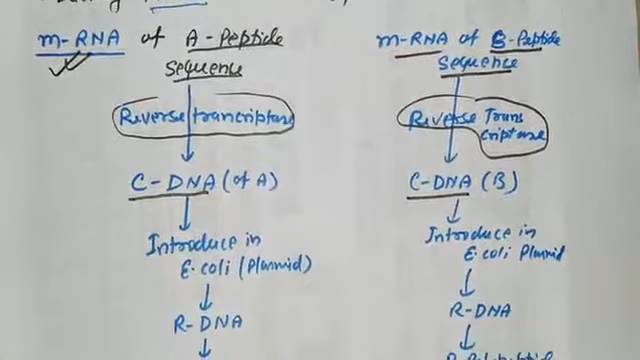 m-RNA of A-Peptide
sequence
Reverse transcriptase
C-DNA (of A)
Introduce in
E.coli (Plasmid)
R-DNA
m-RNA of B-Peptide
Sequence
Reverse Trans
criptase
C-DNA (B)
Introduce in
E.coli Plasmid
R-DNA